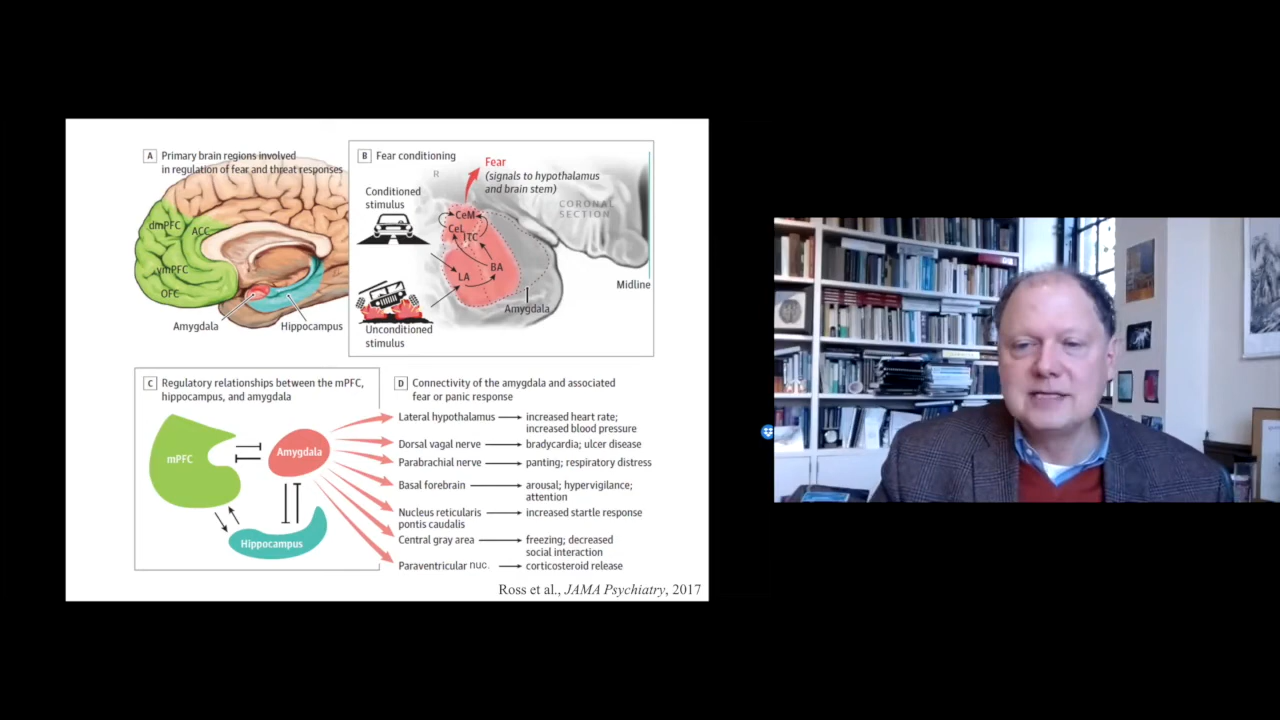 A Primary brain regions involved
in regulation of fear and threat responses
dmPFC
ACC
vmPFC
OFC
Amygdala
Hippocampus
B Fear conditioning
R
Fear
(signals to hypothalamus
and brain stem)
Conditioned
stimulus
CORONAL
SECTION
CeM
CeL
ITC
LA
BA
Midline
Amygdala
Unconditioned
stimulus
C Regulatory relationships between the mPFC,
hippocampus, and amygdala
mPFC
Amygdala
Hippocampus
D Connectivity of the amygdala and associated
fear or panic response
Lateral hypothalamus increased heart rate;
increased blood pressure
Dorsal vagal nerve bradycardia; ulcer disease
Parabrachial nerve panting; respiratory distress
Basal forebrain arousal; hypervigilance;
attention
Nucleus reticularis increased startle response
pontis caudalis
Central gray area freezing; decreased
social interaction
Paraventricular nuc. corticosteroid release
Ross et al., JAMA Psychiatry, 2017